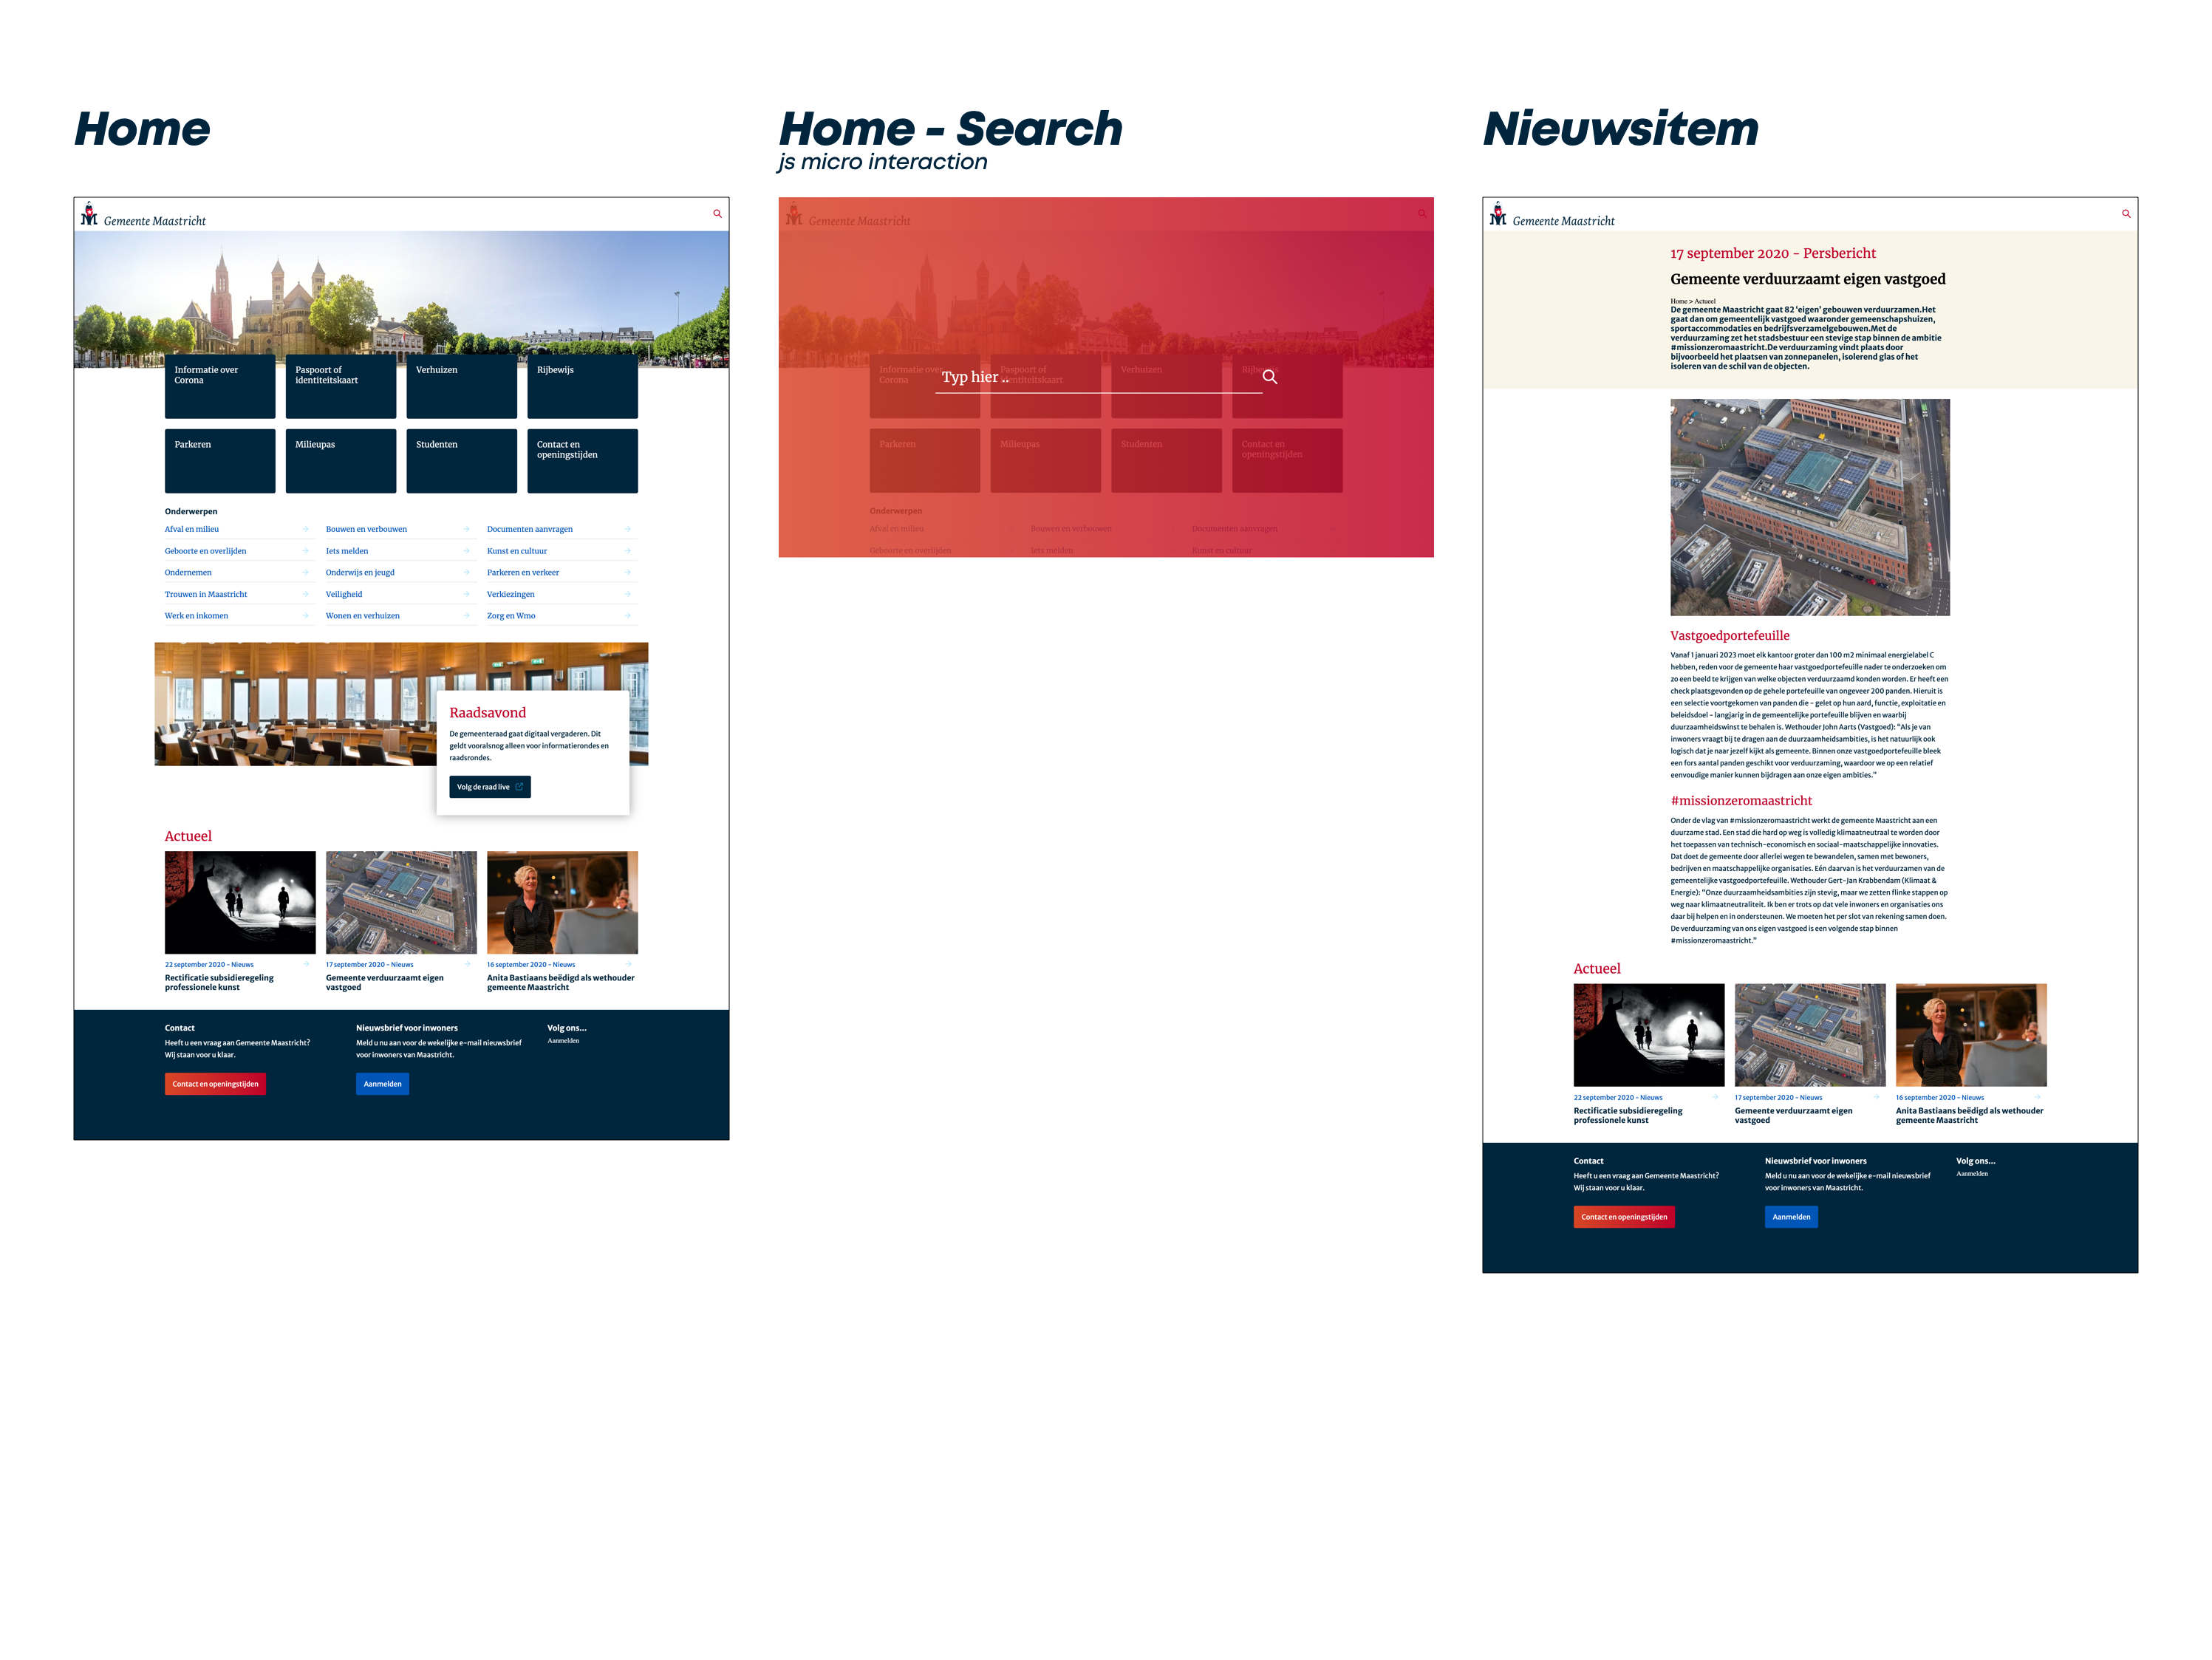 Home
Gemeente Maastricht
Informatie over
Corona
Paspoort of
identiteitskaart
Verhuizen
Rijbewijs
Parkeren
Milieupas
Studenten
Contact en
openingstijden
Onderwerpen
Afval en milieu
Bouwen en verbouwen
Documenten aanvragen
Geboorte en overlijden
Iets melden
Kunst en cultuur
Ondernemen
Onderwijs en jeugd
Parkeren en verkeer
Trouwen in Maastricht
Veiligheid
Verkiezingen
Werk en inkomen
Wonen en verhuizen
Zorg en Wmo
Raadsavond
De gemeenteraad gaat digitaal vergaderen. Dit
geldt vooralsnog alleen voor informatierondes en
raadsrondes.
Volg de raad live
Actueel
22 september 2020 - Nieuws
Rectificatie subsidieregeling
professionele kunst
17 september 2020 - Nieuws
Gemeente verduurzaamt eigen
vastgoed
16 september 2020 - Nieuws
Anita Bastiaans beëdigd als wethouder
gemeente Maastricht
Contact
Heeft u een vraag aan Gemeente Maastricht?
Wij staan voor u klaar.
Contact en openingstijden
Nieuwsbrief voor inwoners
Meld u nu aan voor de wekelijke e-mail nieuwsbrief
voor inwoners van Maastricht.
Aanmelden
Volg ons...
Aanmelden
Home - Search
js micro interaction
Gemeente Maastricht
Informatie over
Corona
Paspoort of
identiteitskaart
Verhuizen
Rijbewijs
Typ hier ..
Parkeren
Milieupas
Studenten
Contact en
openingstijden
Onderwerpen
Afval en milieu
Bouwen en verbouwen
Documenten aanvragen
Geboorte en overlijden
Iets melden
Kunst en cultuur
Nieuwsitem
Gemeente Maastricht
17 september 2020 - Persbericht
Gemeente verduurzaamt eigen vastgoed
Home > Actueel
De gemeente Maastricht gaat 82 'eigen' gebouwen verduurzamen.Het
gaat dan om gemeentelijk vastgoed waaronder gemeenschapshuizen,
sportaccommodaties en bedrijfsverzamelgebouwen.Met de
verduurzaming zet het stadsbestuur een stevige stap binnen de ambitie
#missionzeromaastricht.De verduurzaming vindt plaats door
bijvoorbeeld het plaatsen van zonnepanelen, isolerend glas of het
isoleren van de schil van de objecten.
Vastgoedportefeuille
Vanaf 1 januari 2023 moet elk kantoor groter dan 100 m2 minimaal energielabel C
hebben, reden voor de gemeente haar vastgoedportefeuille nader te onderzoeken om
zo een beeld te krijgen van welke objecten verduurzaamd konden worden. Er heeft een
check plaatsgevonden op de gehele portefeuille van ongeveer 200 panden. Hieruit is
een selectie voortgekomen van panden die - gelet op hun aard, functie, exploitatie en
beleidsdoel - langjarig in de gemeentelijke portefeuille blijven en waarbij
duurzaamheidswinst te behalen is. Wethouder John Aarts (Vastgoed): "Als je van
inwoners vraagt bij te dragen aan de duurzaamheidsambities, is het natuurlijk ook
logisch dat je naar jezelf kijkt als gemeente. Binnen onze vastgoedportefeuille bleek
een fors aantal panden geschikt voor verduurzaming, waardoor we op een relatief
eenvoudige manier kunnen bijdragen aan onze eigen ambities."
#missionzeromaastricht
Onder de vlag van #missionzeromaastricht werkt de gemeente Maastricht aan een
duurzame stad. Een stad die hard op weg is volledig klimaatneutraal te worden door
het toepassen van technisch-economisch en sociaal-maatschappelijke innovaties.
Dat doet de gemeente door allerlei wegen te bewandelen, samen met bewoners,
bedrijven en maatschappelijke organisaties. Eén daarvan is het verduurzamen van de
gemeentelijke vastgoedportefeuille. Wethouder Gert-Jan Krabbendam (Klimaat &
Energie): "Onze duurzaamheidsambities zijn stevig, maar we zetten flinke stappen op
weg naar klimaatneutraliteit. Ik ben er trots op dat vele inwoners en organisaties ons
daar bij helpen en in ondersteunen. We moeten het per slot van rekening samen doen.
De verduurzaming van ons eigen vastgoed is een volgende stap binnen
#missionzeromaastricht."
Actueel
22 september 2020 - Nieuws
Rectificatie subsidieregeling
professionele kunst
17 september 2020 - Nieuws
Gemeente verduurzaamt eigen
vastgoed
16 september 2020 - Nieuws
Anita Bastiaans beëdigd als wethouder
gemeente Maastricht
Contact
Heeft u een vraag aan Gemeente Maastricht?
Wij staan voor u klaar.
Contact en openingstijden
Nieuwsbrief voor inwoners
Meld u nu aan voor de wekelijke e-mail nieuwsbrief
voor inwoners van Maastricht.
Aanmelden
Volg ons...
Aanmelden